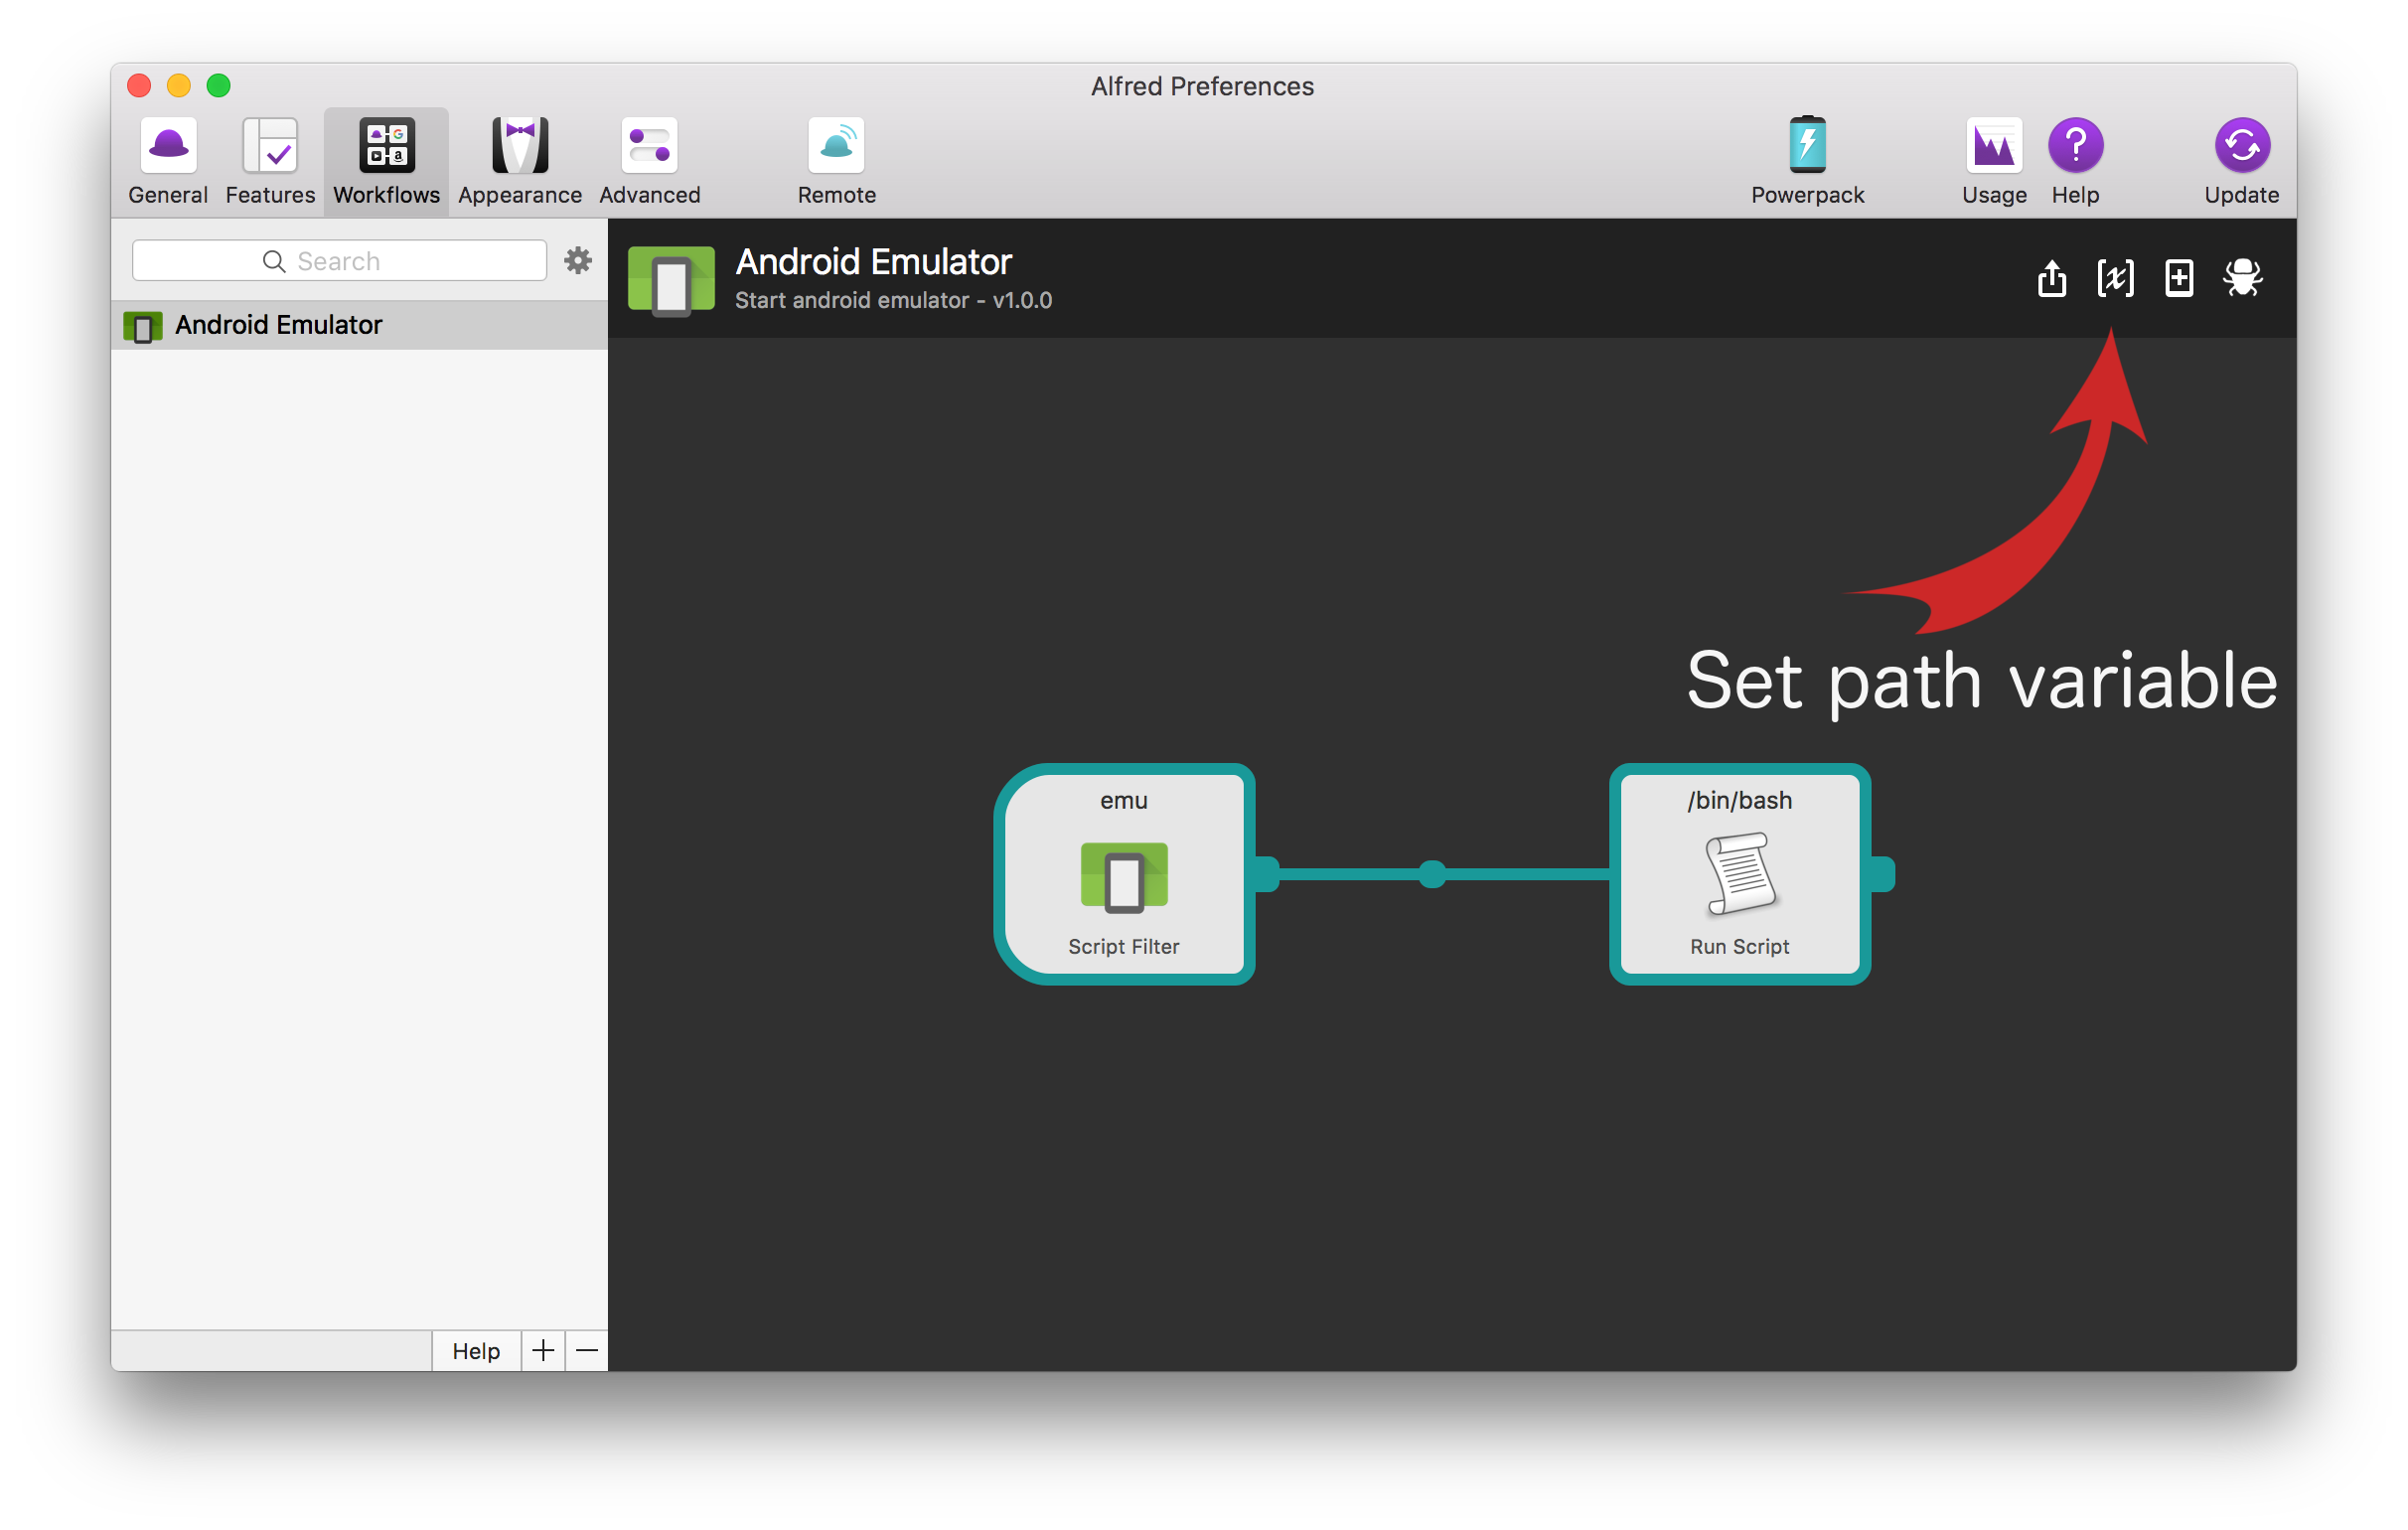 Alfred Preferences
General Features Workflows Appearance Advanced Remote Powerpack Usage Help Update
Search
Android Emulator
Android Emulator
Start android emulator - v1.0.0
[x]
Set path variable
emu
Script Filter
/bin/bash
Run Script
Help + −